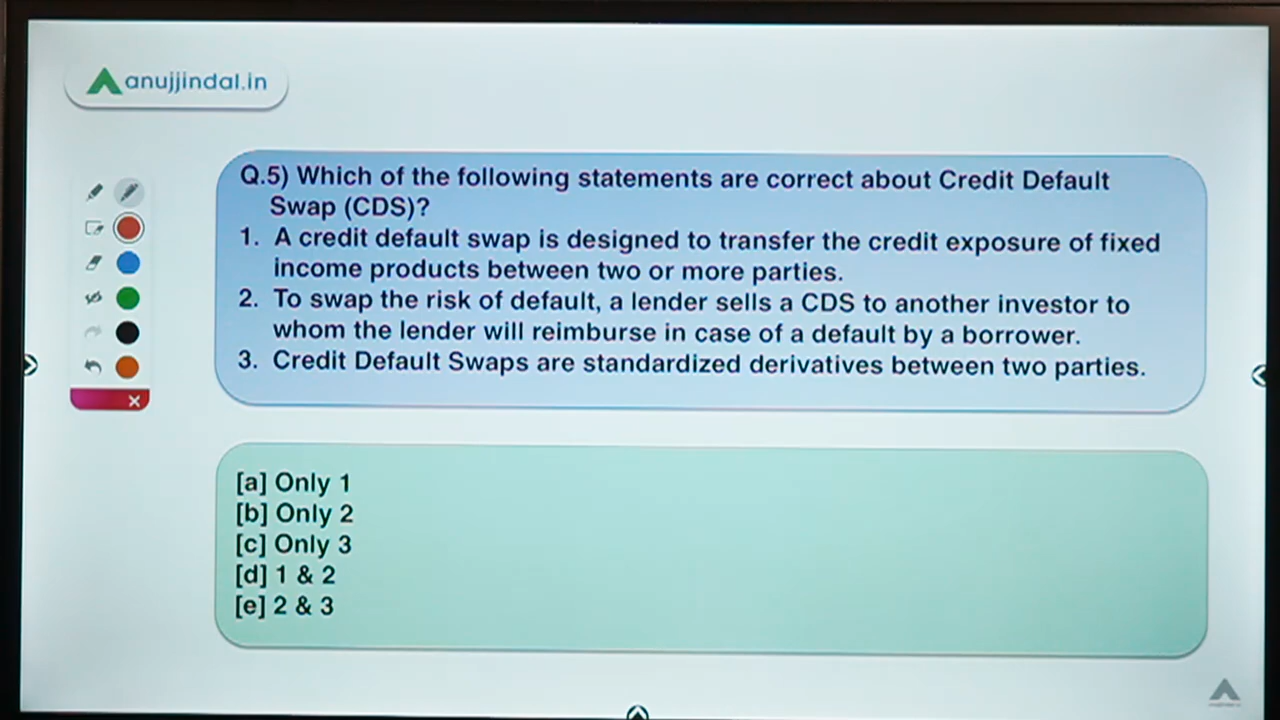 anujjindal.in
Q.5) Which of the following statements are correct about Credit Default
Swap (CDS)?
1. A credit default swap is designed to transfer the credit exposure of fixed
income products between two or more parties.
2. To swap the risk of default, a lender sells a CDS to another investor to
whom the lender will reimburse in case of a default by a borrower.
3. Credit Default Swaps are standardized derivatives between two parties.
[a] Only 1
[b] Only 2
[c] Only 3
[d] 1 & 2
[e] 2 & 3